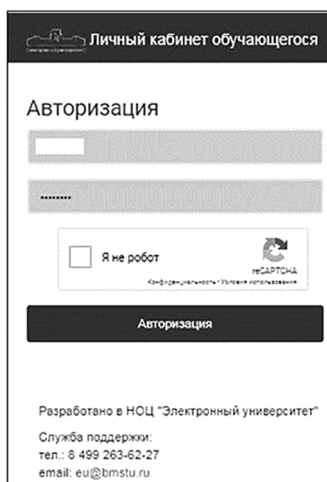 Личный кабинет обучающегося
Авторизация
••••••••
Я не робот
reCAPTCHA
Конфиденциальность • Условия использования
Авторизация
Разработано в НОЦ "Электронный университет"
Служба поддержки:
тел.: 8 499 263-62-27
email: eu@bmstu.ru